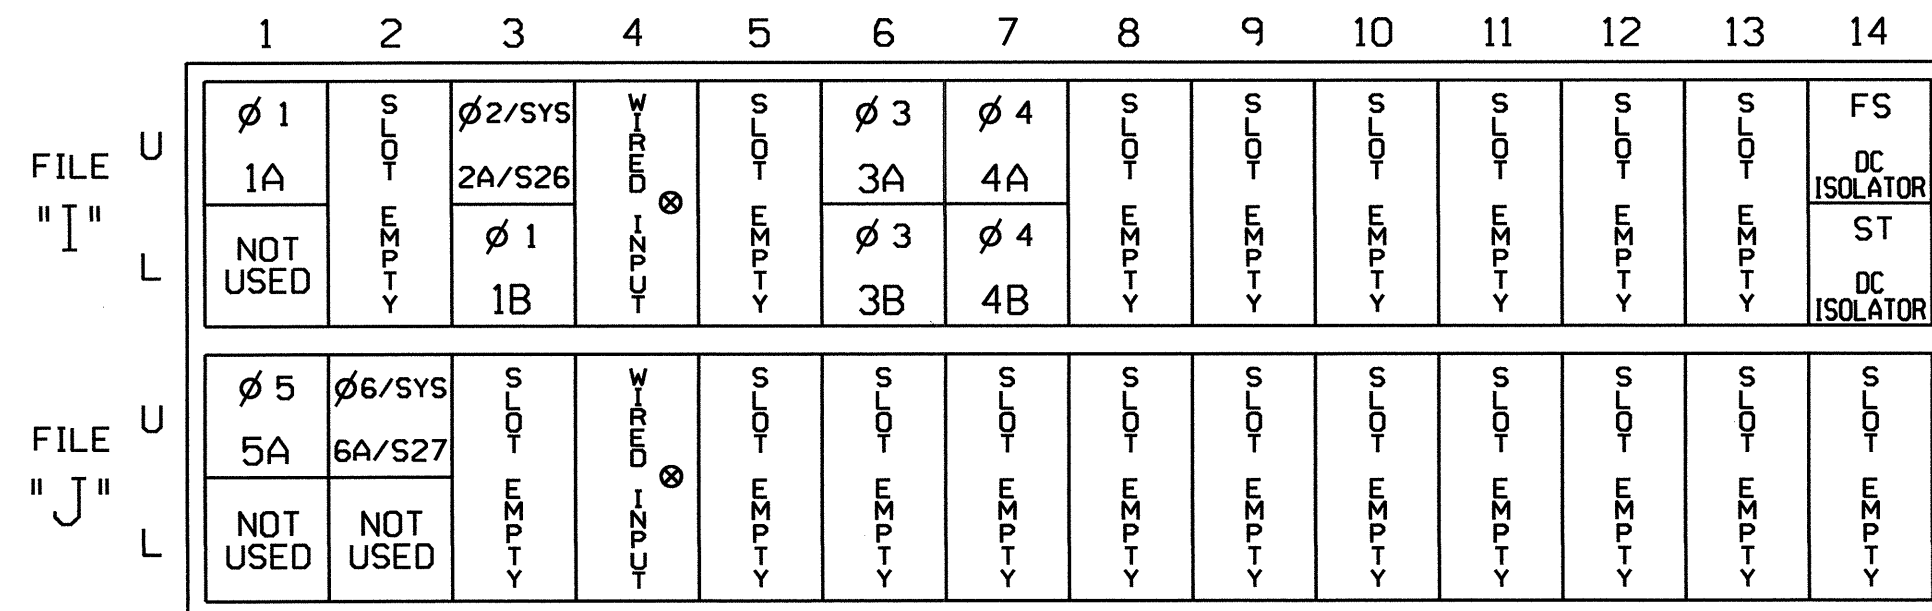 1 2 3 4 5 6 7 8 9 10 11 12 13 14
FILE "I"
U
L
ø 1
1A
NOT USED
SLOT EMPTY
ø2/SYS
2A/S26
ø 1
1B
WIRED INPUT
SLOT EMPTY
ø 3
3A
ø 3
3B
ø 4
4A
ø 4
4B
SLOT EMPTY
SLOT EMPTY
SLOT EMPTY
SLOT EMPTY
SLOT EMPTY
SLOT EMPTY
FS
DC
ISOLATOR
ST
DC
ISOLATOR
FILE "J"
U
L
ø 5
5A
NOT USED
ø6/SYS
6A/S27
NOT USED
SLOT EMPTY
WIRED INPUT
SLOT EMPTY
SLOT EMPTY
SLOT EMPTY
SLOT EMPTY
SLOT EMPTY
SLOT EMPTY
SLOT EMPTY
SLOT EMPTY
SLOT EMPTY
SLOT EMPTY